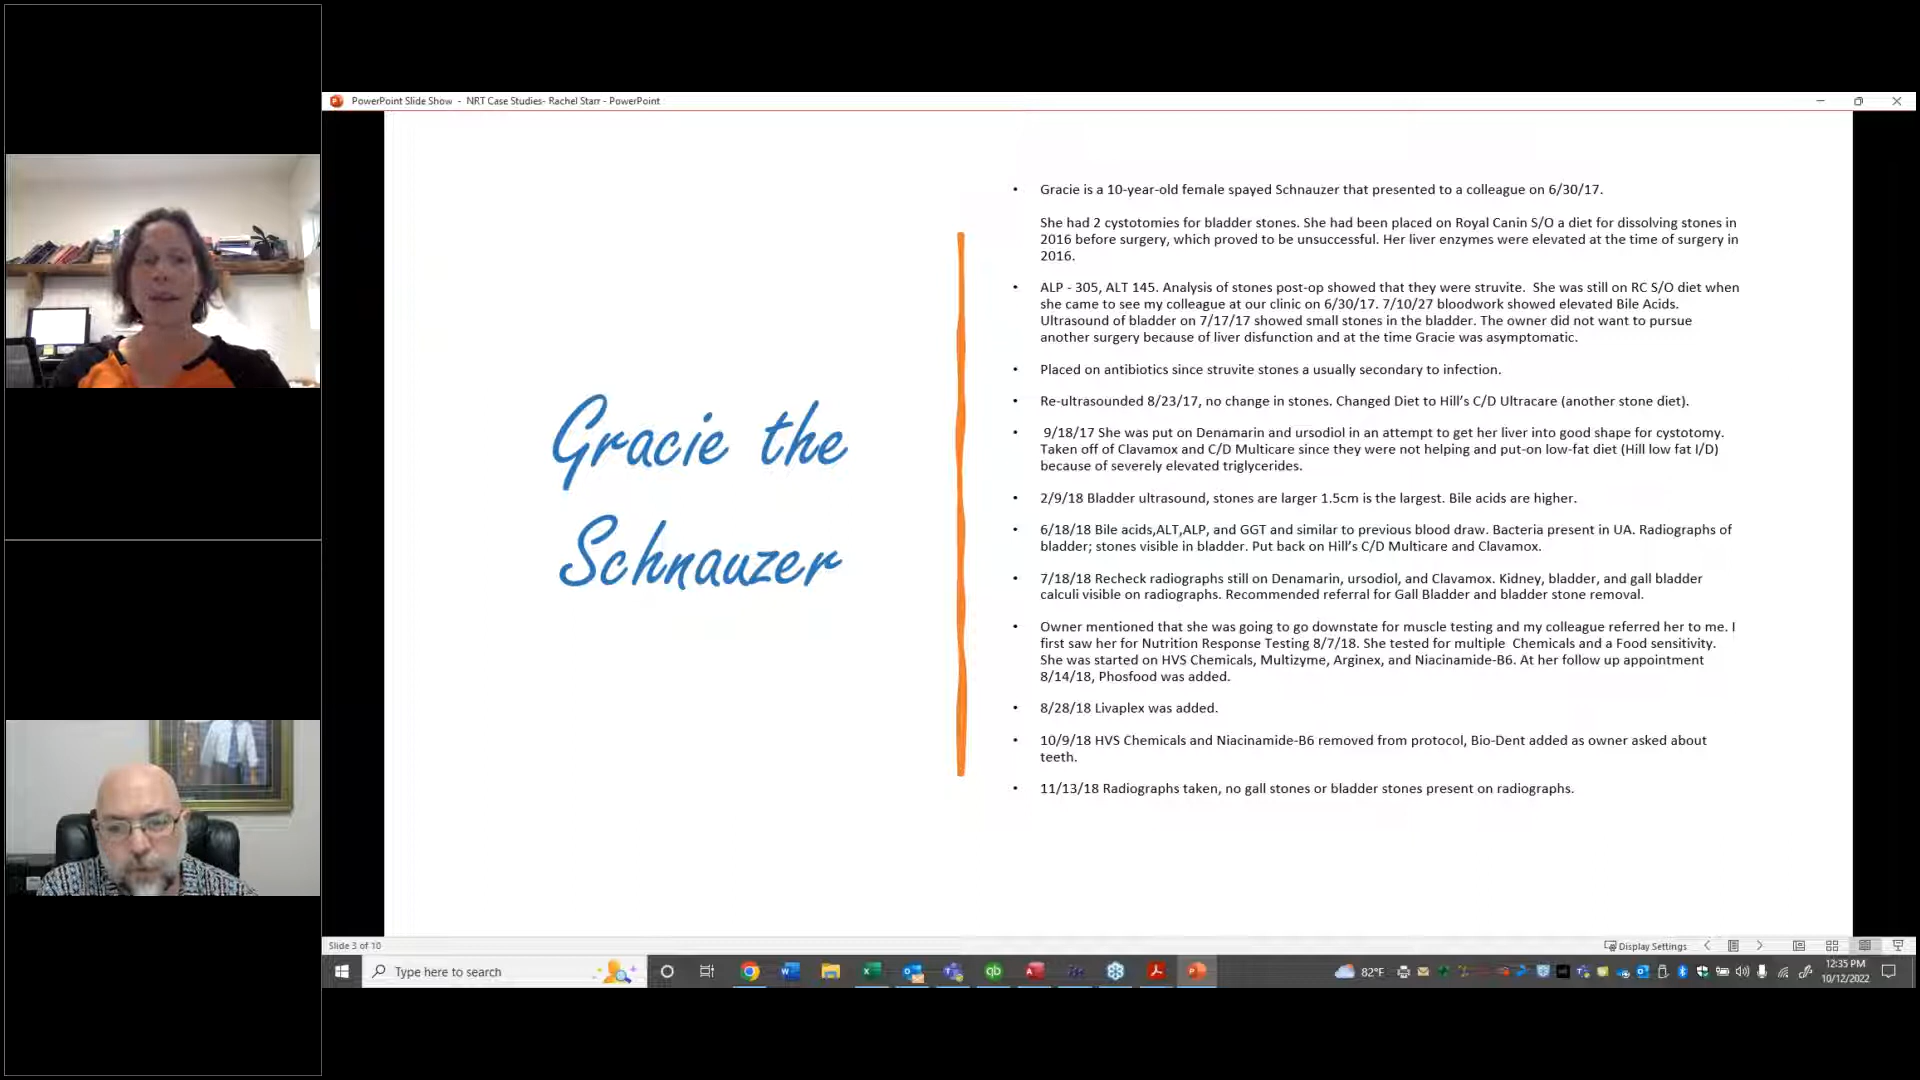 PowerPoint Slide Show - NRT Case Studies- Rachel Starr - PowerPoint
Gracie the
Schnauzer
• Gracie is a 10-year-old female spayed Schnauzer that presented to a colleague on 6/30/17.
She had 2 cystotomies for bladder stones. She had been placed on Royal Canin S/O a diet for dissolving stones in
2016 before surgery, which proved to be unsuccessful. Her liver enzymes were elevated at the time of surgery in
2016.
• ALP - 305, ALT 145. Analysis of stones post-op showed that they were struvite. She was still on RC S/O diet when
she came to see my colleague at our clinic on 6/30/17. 7/10/27 bloodwork showed elevated Bile Acids.
Ultrasound of bladder on 7/17/17 showed small stones in the bladder. The owner did not want to pursue
another surgery because of liver disfunction and at the time Gracie was asymptomatic.
• Placed on antibiotics since struvite stones a usually secondary to infection.
• Re-ultrasounded 8/23/17, no change in stones. Changed Diet to Hill's C/D Ultracare (another stone diet).
• 9/18/17 She was put on Denamarin and ursodiol in an attempt to get her liver into good shape for cystotomy.
Taken off of Clavamox and C/D Multicare since they were not helping and put-on low-fat diet (Hill low fat I/D)
because of severely elevated triglycerides.
• 2/9/18 Bladder ultrasound, stones are larger 1.5cm is the largest. Bile acids are higher.
• 6/18/18 Bile acids,ALT,ALP, and GGT and similar to previous blood draw. Bacteria present in UA. Radiographs of
bladder; stones visible in bladder. Put back on Hill's C/D Multicare and Clavamox.
• 7/18/18 Recheck radiographs still on Denamarin, ursodiol, and Clavamox. Kidney, bladder, and gall bladder
calculi visible on radiographs. Recommended referral for Gall Bladder and bladder stone removal.
• Owner mentioned that she was going to go downstate for muscle testing and my colleague referred her to me. I
first saw her for Nutrition Response Testing 8/7/18. She tested for multiple Chemicals and a Food sensitivity.
She was started on HVS Chemicals, Multizyme, Arginex, and Niacinamide-B6. At her follow up appointment
8/14/18, Phosfood was added.
• 8/28/18 Livaplex was added.
• 10/9/18 HVS Chemicals and Niacinamide-B6 removed from protocol, Bio-Dent added as owner asked about
teeth.
• 11/13/18 Radiographs taken, no gall stones or bladder stones present on radiographs.
Slide 3 of 10
Display Settings
Type here to search
82°F
12:35 PM
10/12/2022